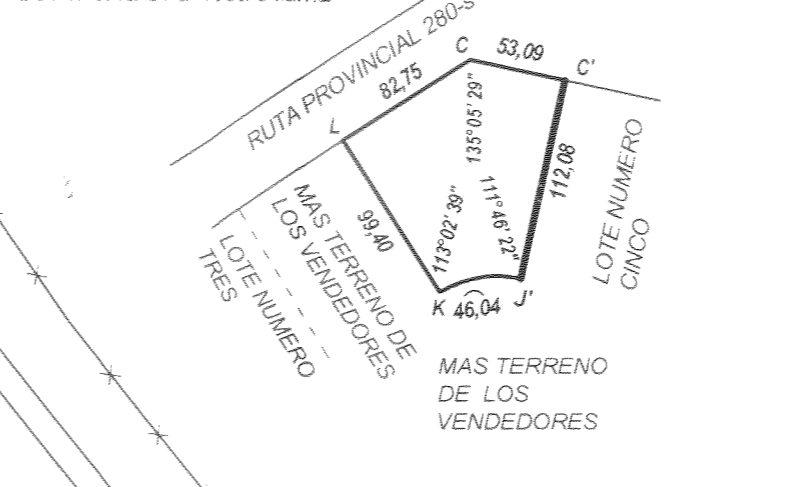 RUTA PROVINCIAL 280-S
C
53,09
C'
82,75
L
135°05'29"
112,08
LOTE NUMERO
CINCO
111°46'22"
113°02'39"
99,40
MAS TERRENO DE
LOS VENDEDORES
LOTE NUMERO
TRES
K
46,04
J'
MAS TERRENO
DE LOS
VENDEDORES